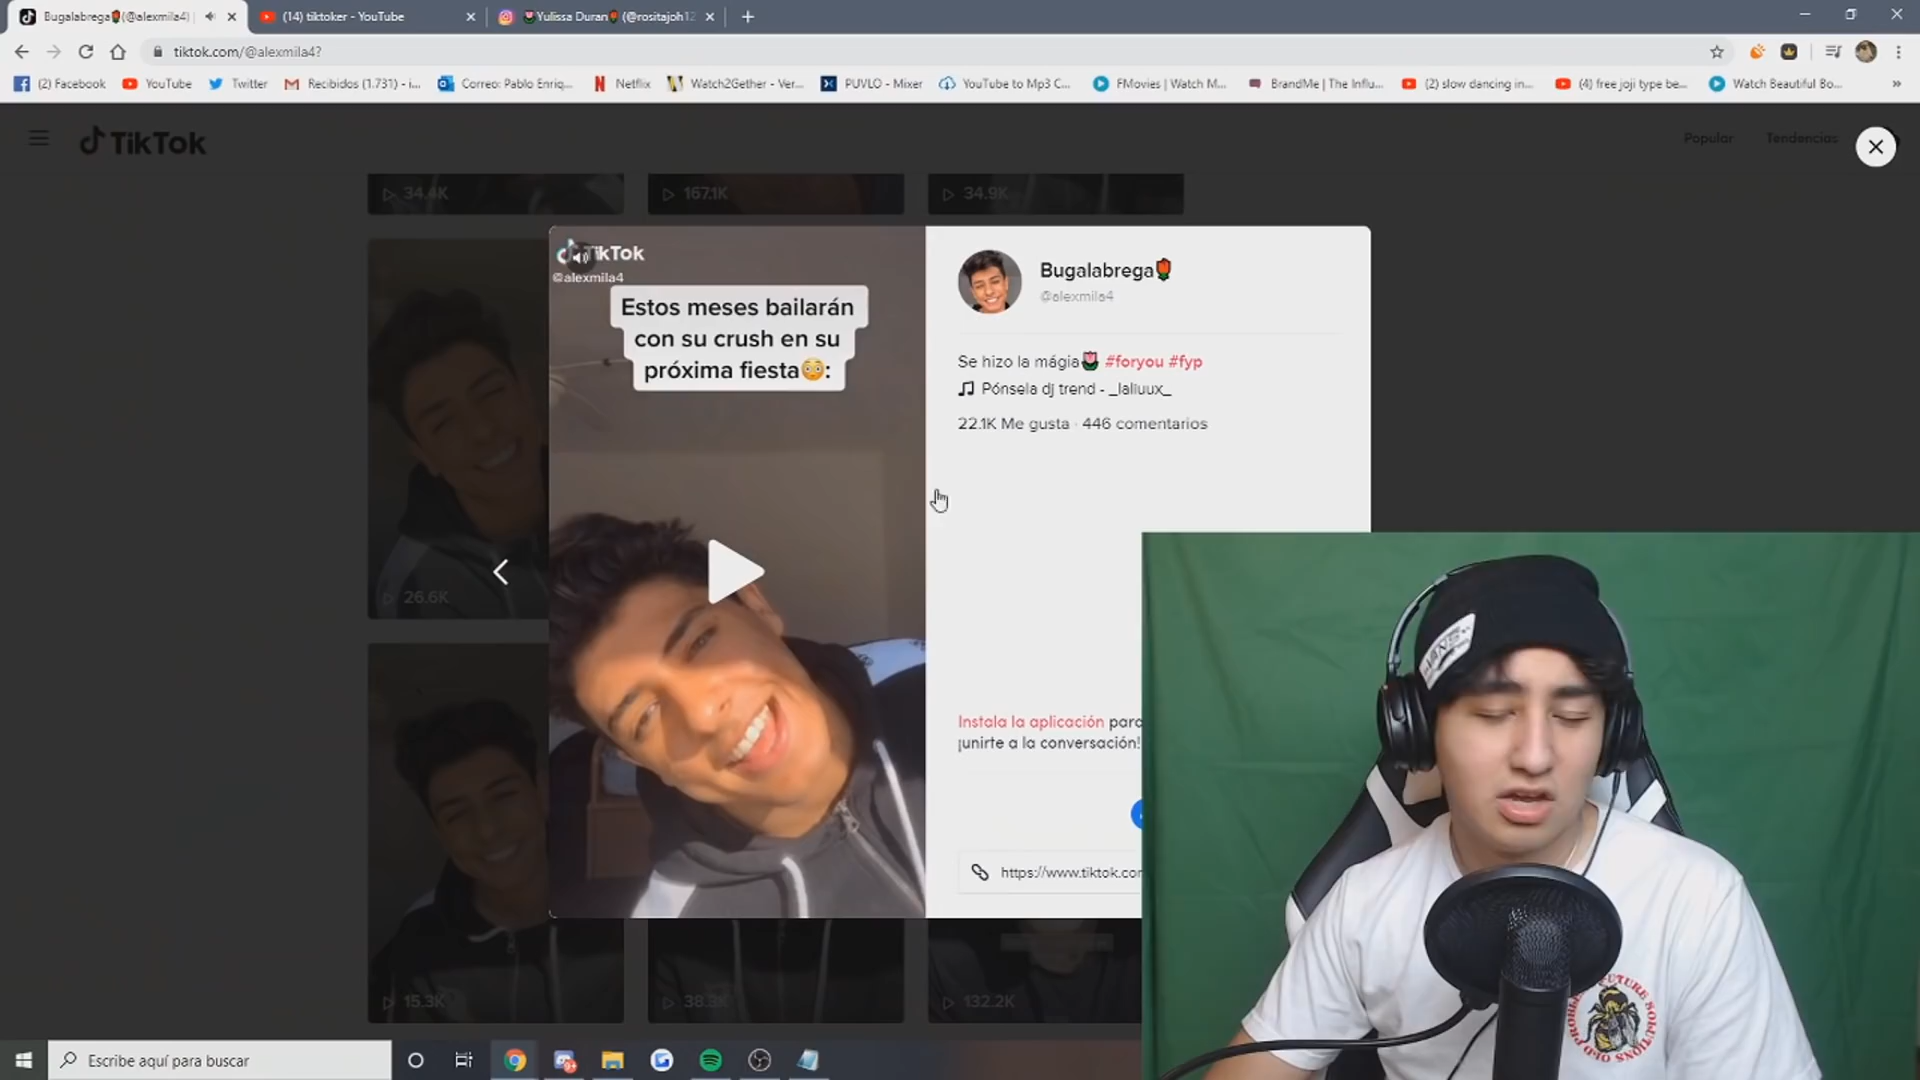 Bugalabrega🌹(@alexmila4)
(14) tiktoker - YouTube
🌷Yulissa Duran🌹(@rositajoh12
tiktok.com/@alexmila4?
(2) Facebook
YouTube
Twitter
Recibidos (1.731) - i...
Correo: Pablo Enriq...
Netflix
Watch2Gether - Ver...
PUVLO - Mixer
YouTube to Mp3 C...
FMovies | Watch M...
BrandMe | The Influ...
(2) slow dancing in...
(4) free joji type be...
Watch Beautiful Bo...
TikTok
Popular
Tendencias
34.4K
167.1K
34.9K
TikTok
@alexmila4
Estos meses bailarán
con su crush en su
próxima fiesta😳:
Bugalabrega🌹
@alexmila4
Se hizo la mágia🌷 #foryou #fyp
Pónsela dj trend - _laliuux_
22.1K Me gusta · 446 comentarios
26.6K
Instala la aplicación para
¡unirte a la conversación!
https://www.tiktok.com
15.3K
38.3K
132.2K
VANS
Escribe aquí para buscar